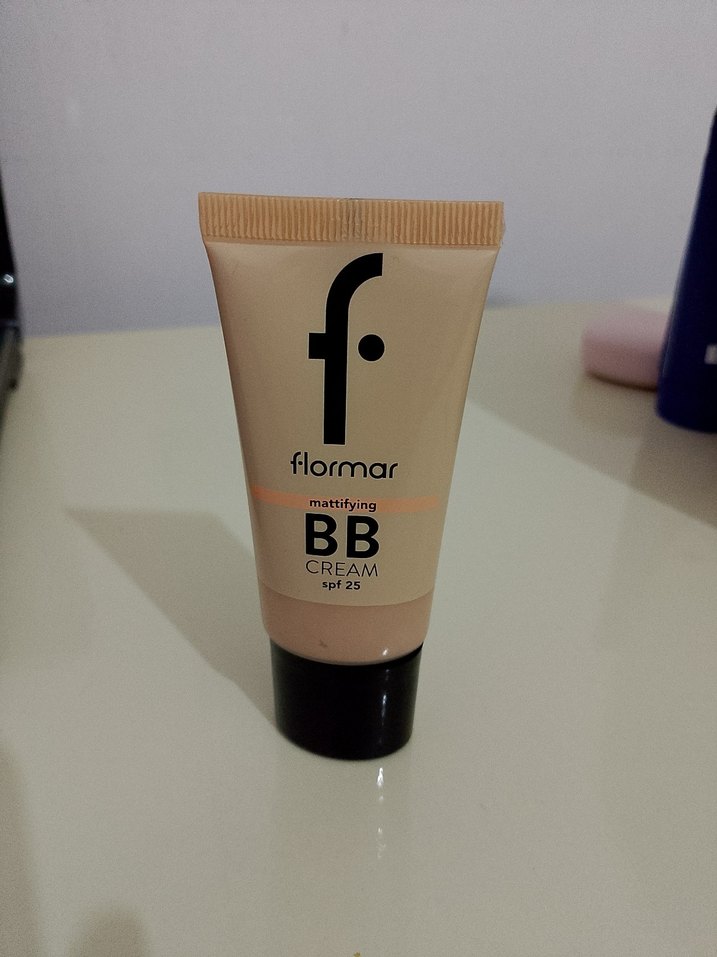 f
flormar
mattifying
BB
CREAM
spf 25